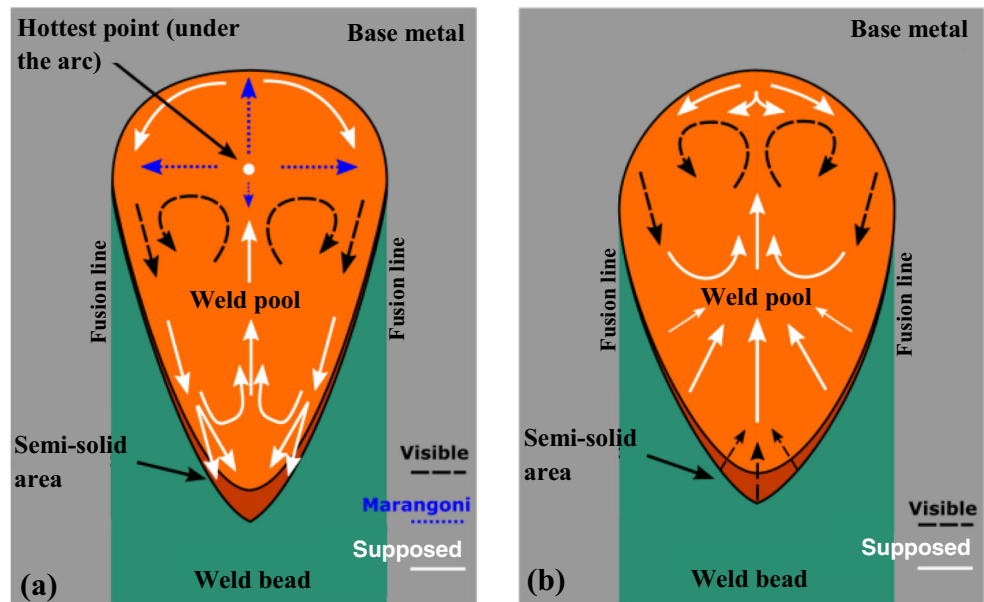 Hottest point (under
the arc)
Base metal
Fusion line
Fusion line
Weld pool
Semi-solid
area
Visible
Marangoni
Supposed
(a)
Weld bead
Base metal
Fusion line
Fusion line
Weld pool
Semi-solid
area
Visible
Supposed
(b)
Weld bead